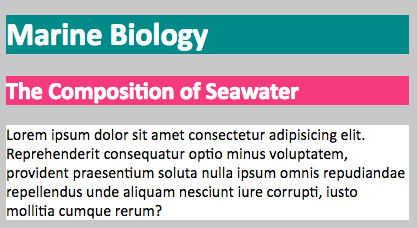 Marine Biology
The Composition of Seawater
Lorem ipsum dolor sit amet consectetur adipisicing elit.
Reprehenderit consequatur optio minus voluptatem,
provident praesentium soluta nulla ipsum omnis repudiandae
repellendus unde aliquam nesciunt iure corrupti, iusto
mollitia cumque rerum?